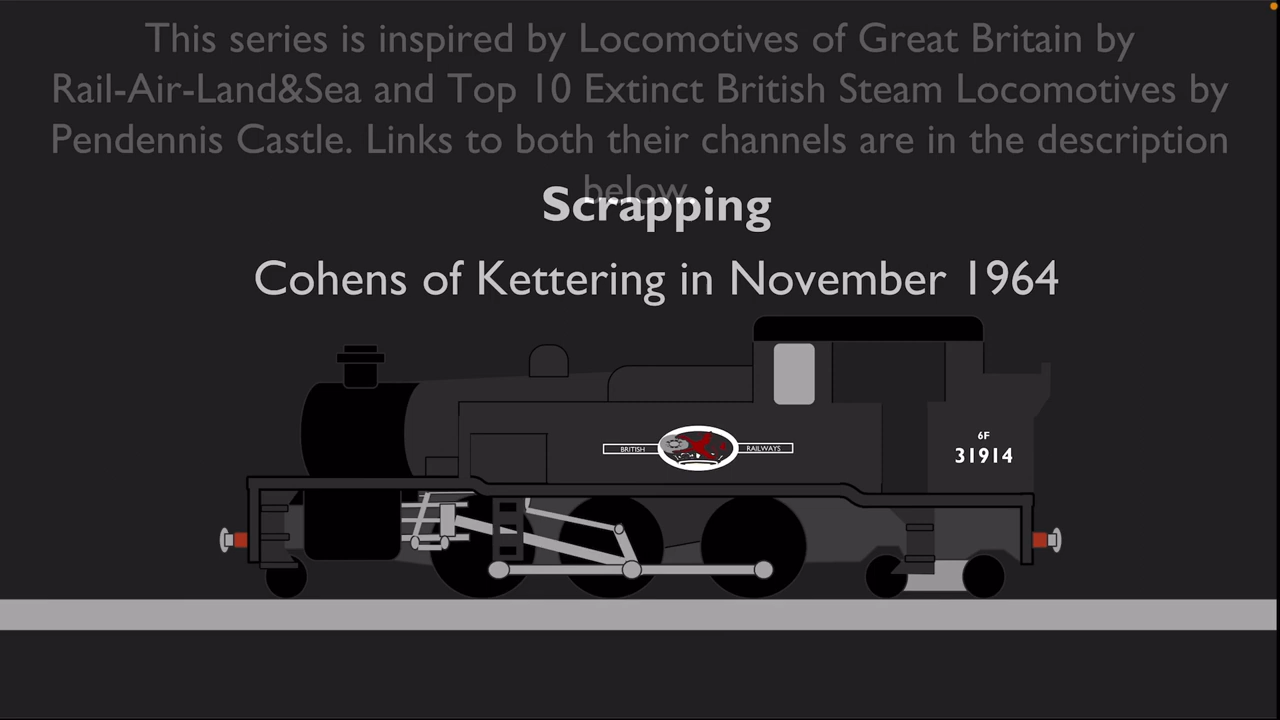 This series is inspired by Locomotives of Great Britain by
Rail-Air-Land&Sea and Top 10 Extinct British Steam Locomotives by
Pendennis Castle. Links to both their channels are in the description
below.
Scrapping
Cohens of Kettering in November 1964
BRITISH RAILWAYS
6F
31914